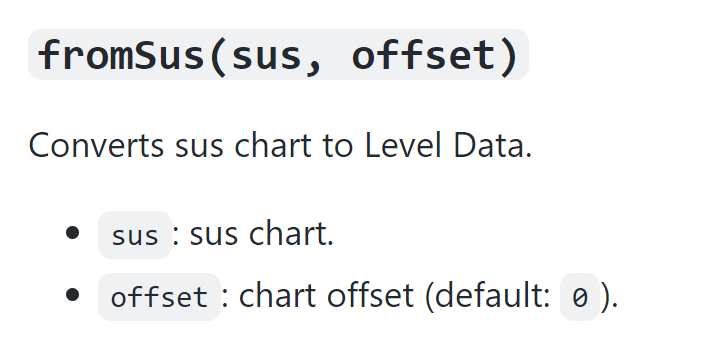 fromSus(sus, offset)
Converts sus chart to Level Data.
• sus: sus chart.
• offset: chart offset (default: 0).